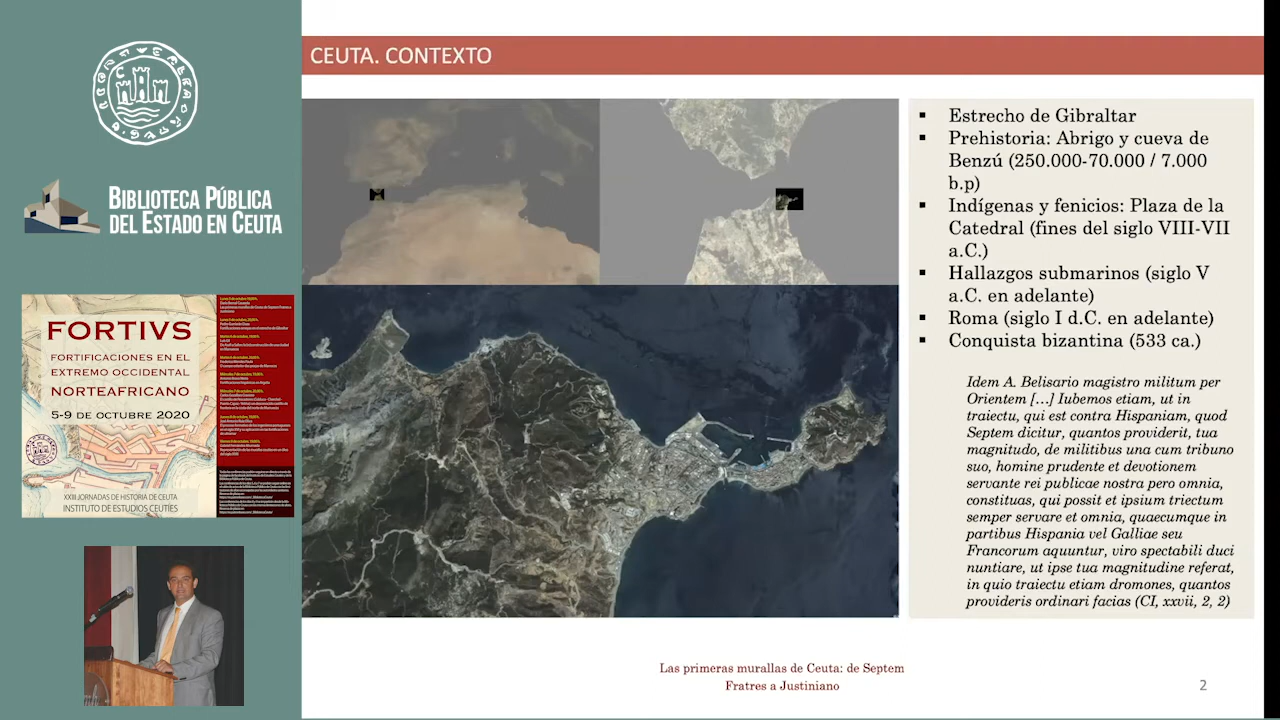 CEUTA. CONTEXTO
BIBLIOTECA PÚBLICA
DEL ESTADO EN CEUTA
FORTIVS
FORTIFICACIONES EN EL
EXTREMO OCCIDENTAL
NORTEAFRICANO
5-9 DE OCTUBRE 2020
XXIII JORNADAS DE HISTORIA DE CEUTA
INSTITUTO DE ESTUDIOS CEUTÍES
▪ Estrecho de Gibraltar
▪ Prehistoria: Abrigo y cueva de
Benzú (250.000-70.000 / 7.000
b.p)
▪ Indígenas y fenicios: Plaza de la
Catedral (fines del siglo VIII-VII
a.C.)
▪ Hallazgos submarinos (siglo V
a.C. en adelante)
▪ Roma (siglo I d.C. en adelante)
▪ Conquista bizantina (533 ca.)
Idem A. Belisario magistro militum per
orientem [...] Iubemus etiam, ut in
traiectu, qui est contra Hispaniam, quod
Septem dicitur, quantos providerit, tua
magnitudo, de militibus una cum tribuno
suo, homine prudente et devotionem
servante rei publicae nostra pero omnia,
constituas, qui possit et ipsum triectum
semper servare et omnia, quaecumque in
partibus Hispania vel Galliae seu
Francorum aquuntur, viro spectabili duci
nuntiare, ut ipse tua magnitudine referat,
in quio traiectu etiam dromones, quantos
provideris ordinari facias (CI, xxvii, 2, 2)
Las primeras murallas de Ceuta: de Septem
Fratres a Justiniano
2